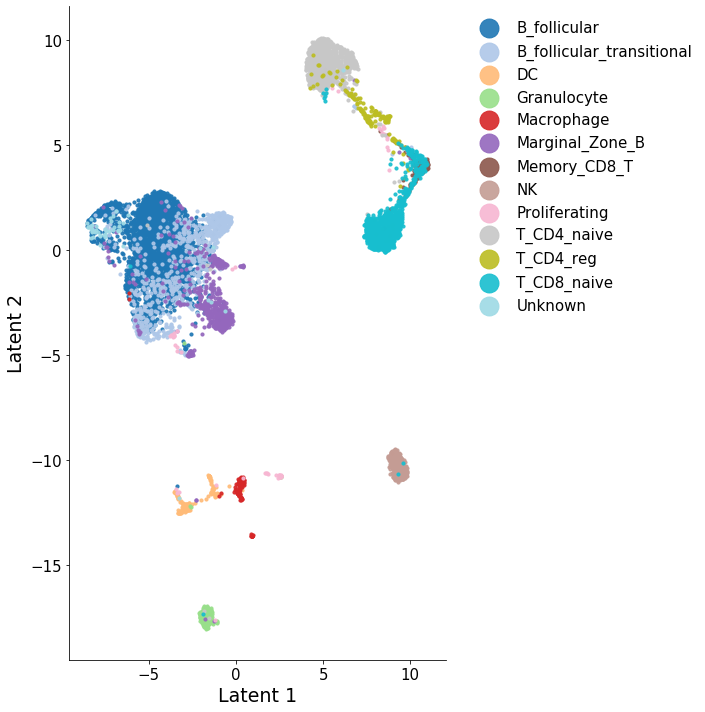 B_follicular
B_follicular_transitional
DC
Granulocyte
Macrophage
Marginal_Zone_B
Memory_CD8_T
NK
Proliferating
T_CD4_naive
T_CD4_reg
T_CD8_naive
Unknown
10
5
0
−5
−10
−15
Latent 2
−5
0
5
10
Latent 1